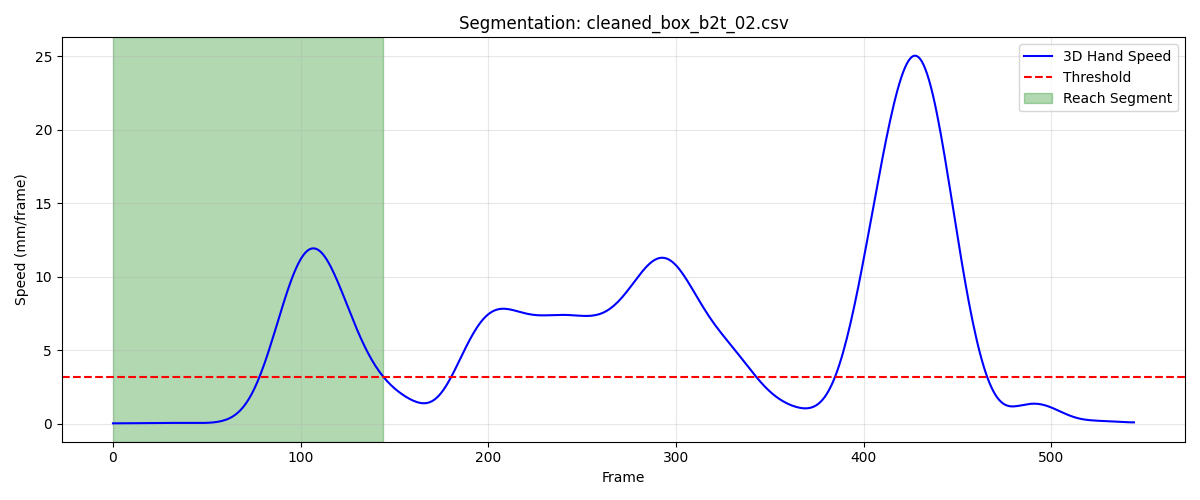 Segmentation: cleaned_box_b2t_02.csv
3D Hand Speed
Threshold
Reach Segment
Speed (mm/frame)
25
20
15
10
5
0
0 100 200 300 400 500
Frame